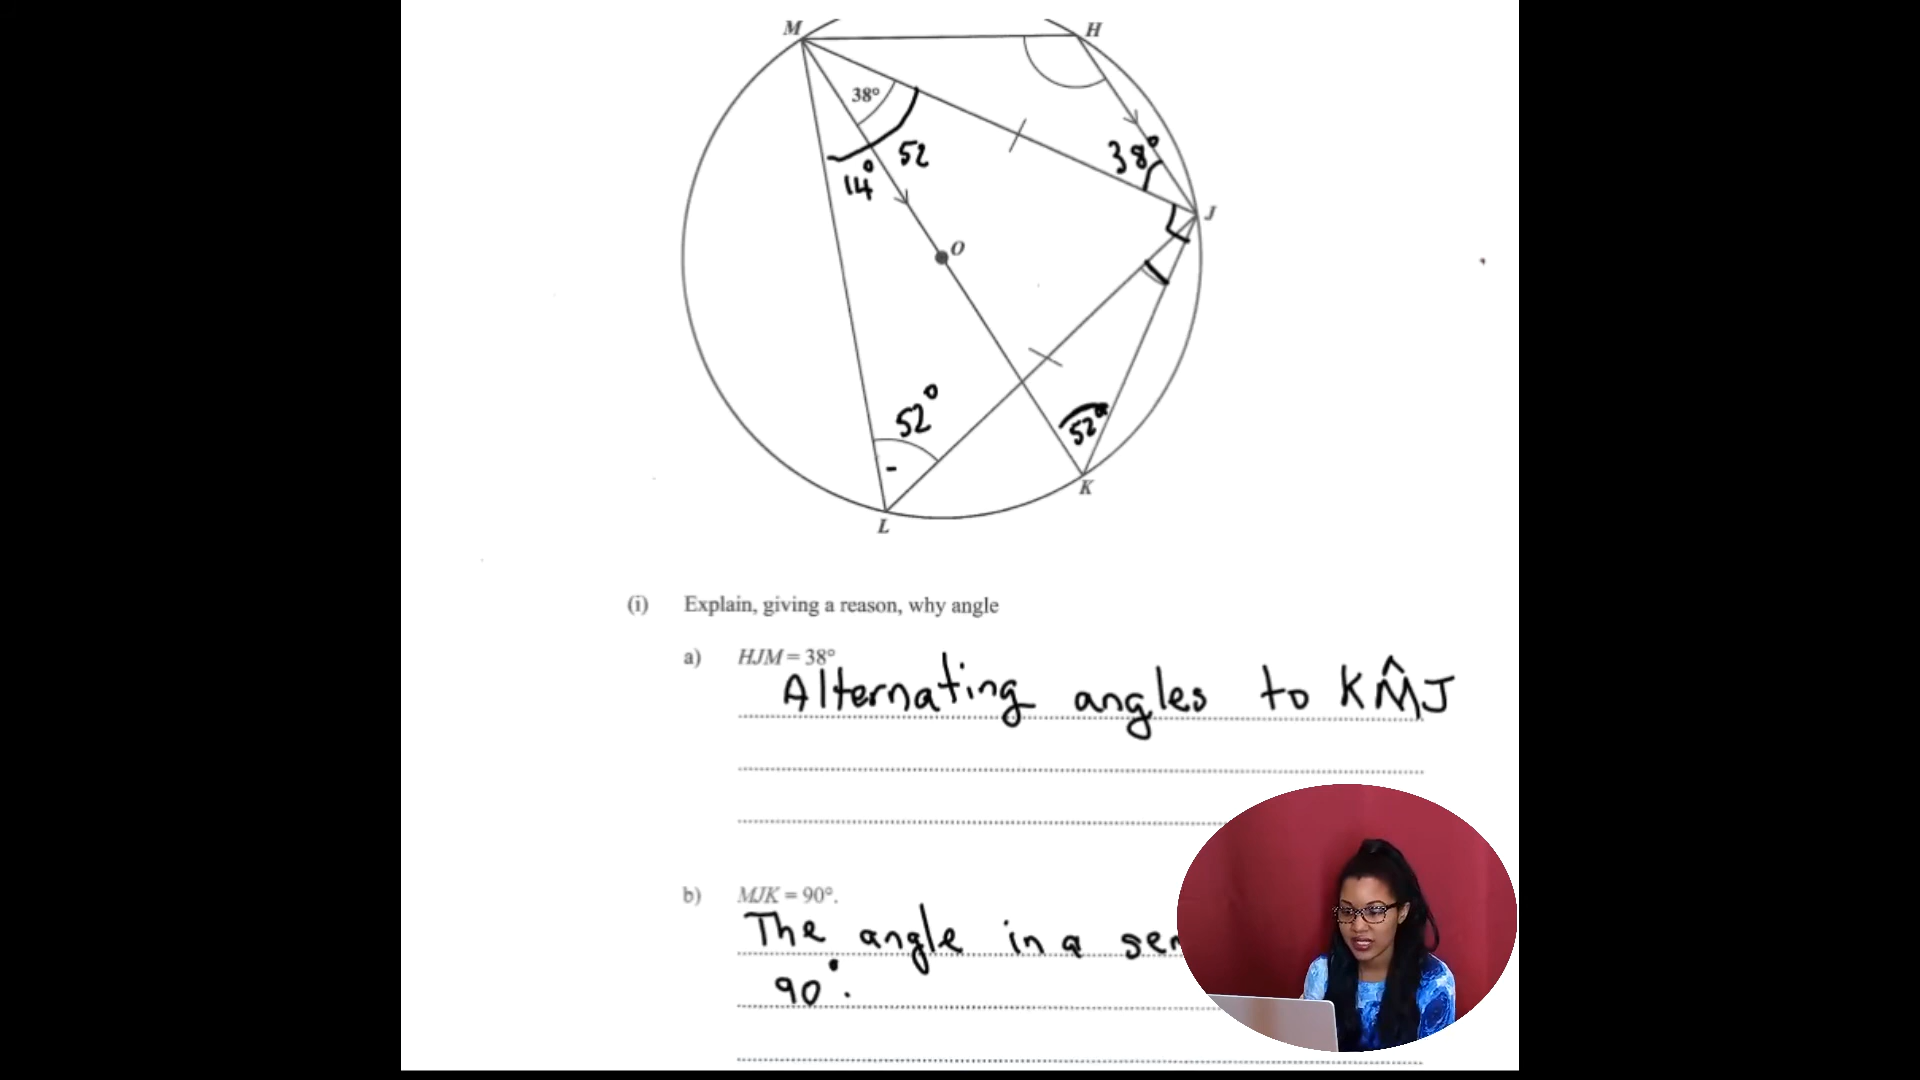 M
H
38°
52
38°
14°
J
O
52°
52°
K
L
(i) Explain, giving a reason, why angle
a) HJM = 38°
Alternating angles to KM̂J
b) MJK = 90°.
The angle in a
90°.